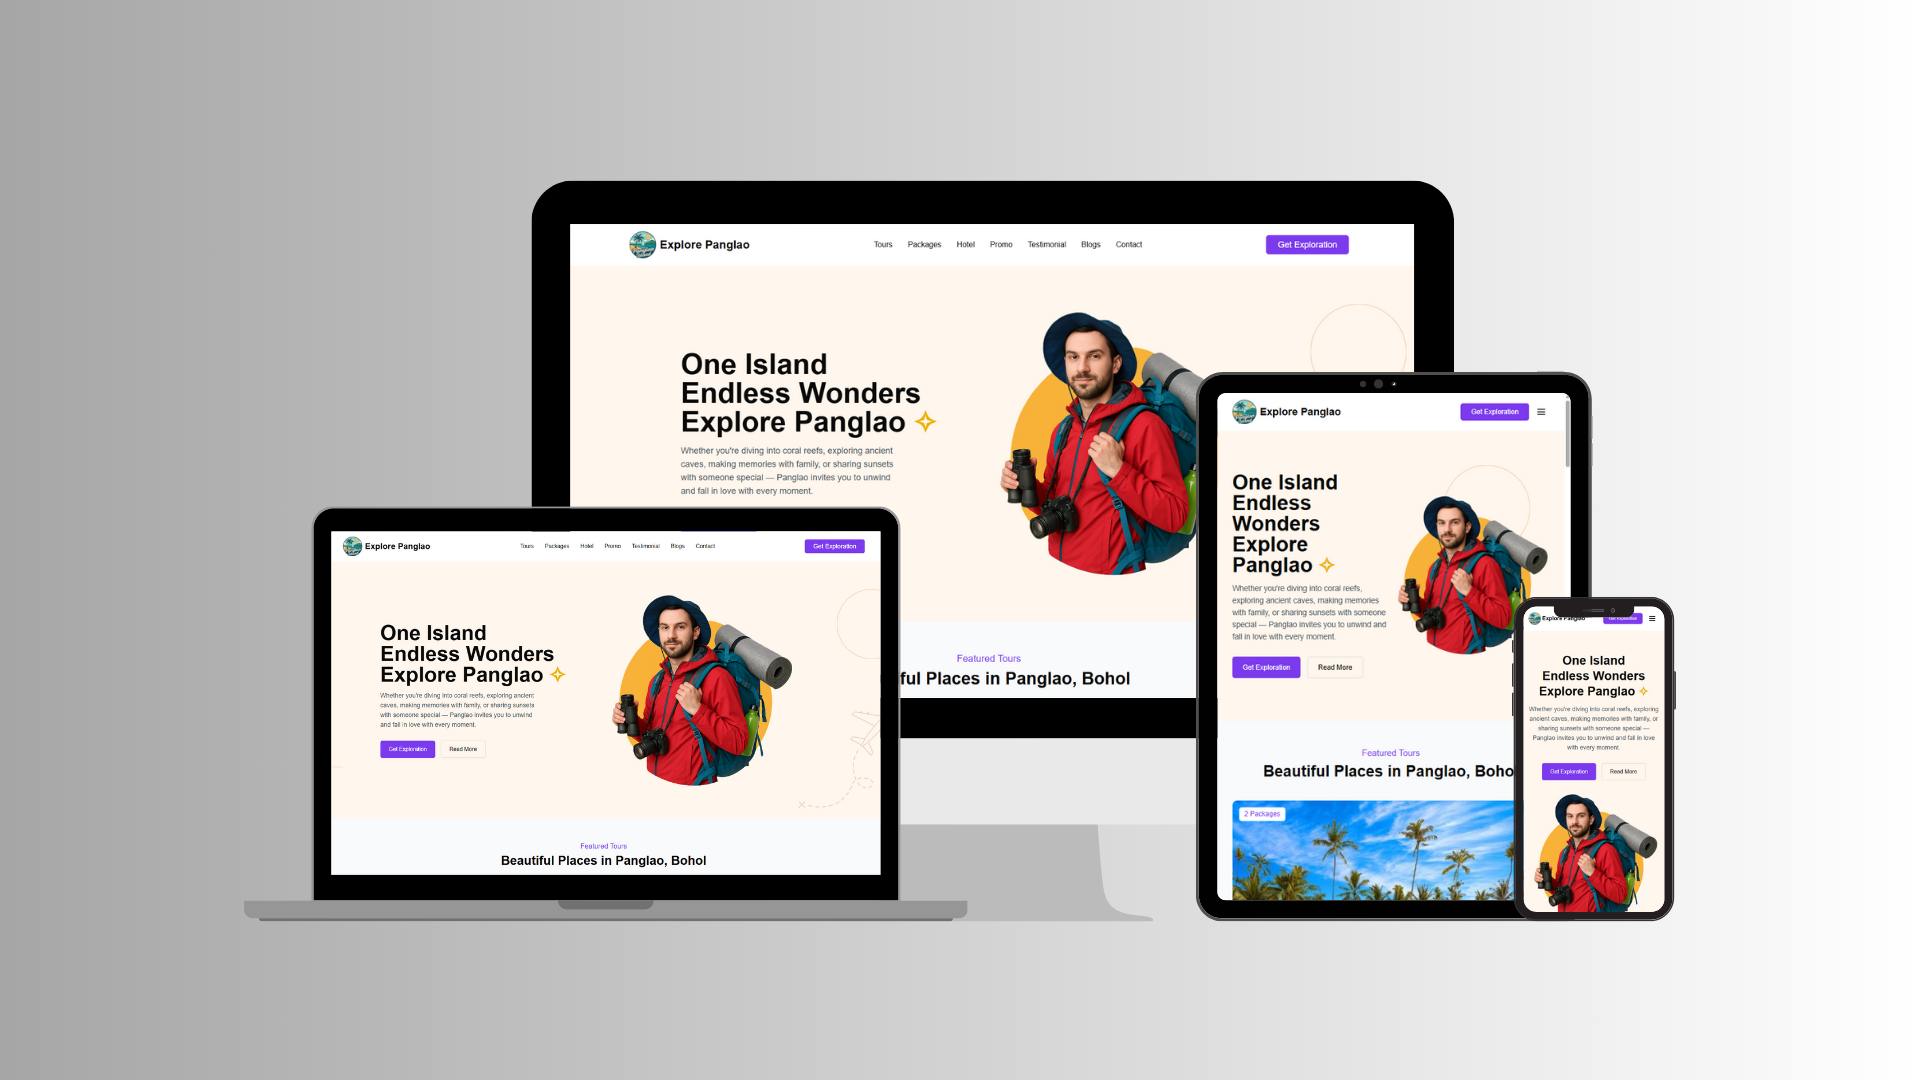 Explore Panglao
Tours Packages Hotel Promo Testimonial Blogs Contact
Get Exploration
One Island
Endless Wonders
Explore Panglao
Whether you're diving into coral reefs, exploring ancient
caves, making memories with family, or sharing sunsets
with someone special — Panglao invites you to unwind
and fall in love with every moment.
Featured Tours
ful Places in Panglao, Bohol
Explore Panglao
Tours Packages Hotel Promo Testimonial Blogs Contact
Get Exploration
One Island
Endless Wonders
Explore Panglao
Whether you're diving into coral reefs, exploring ancient
caves, making memories with family, or sharing sunsets
with someone special — Panglao invites you to unwind
and fall in love with every moment.
Get Exploration
Read More
Featured Tours
Beautiful Places in Panglao, Bohol
Explore Panglao
Get Exploration
One Island
Endless
Wonders
Explore
Panglao
Whether you're diving into coral reefs,
exploring ancient caves, making memories
with family, or sharing sunsets with someone
special — Panglao invites you to unwind and
fall in love with every moment.
Get Exploration
Read More
Featured Tours
Beautiful Places in Panglao, Boho
2 Packages
Explore Panglao
Get Exploration
One Island
Endless Wonders
Explore Panglao
Whether you're diving into coral reefs, exploring
ancient caves, making memories with family, or
sharing sunsets with someone special —
Panglao invites you to unwind and fall in love
with every moment.
Get Exploration
Read More